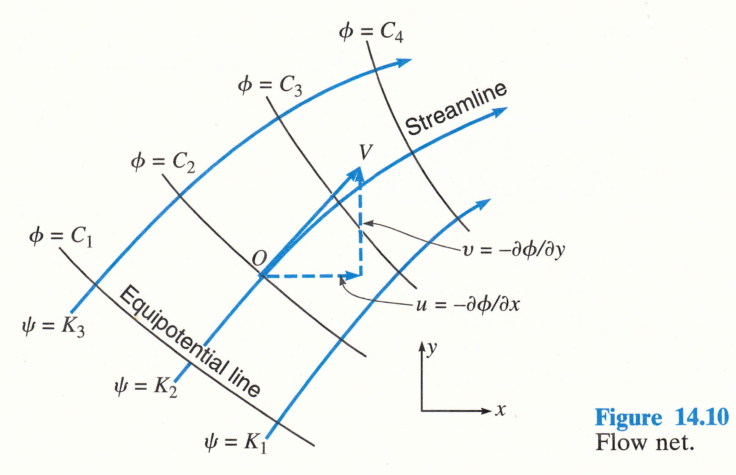 ϕ = C₄
ϕ = C₃
Streamline
V
ϕ = C₂
ϕ = C₁
O
υ = −∂ϕ/∂y
Equipotential line
u = −∂ϕ/∂x
ψ = K₃
y
ψ = K₂
x
Figure 14.10
Flow net.
ψ = K₁